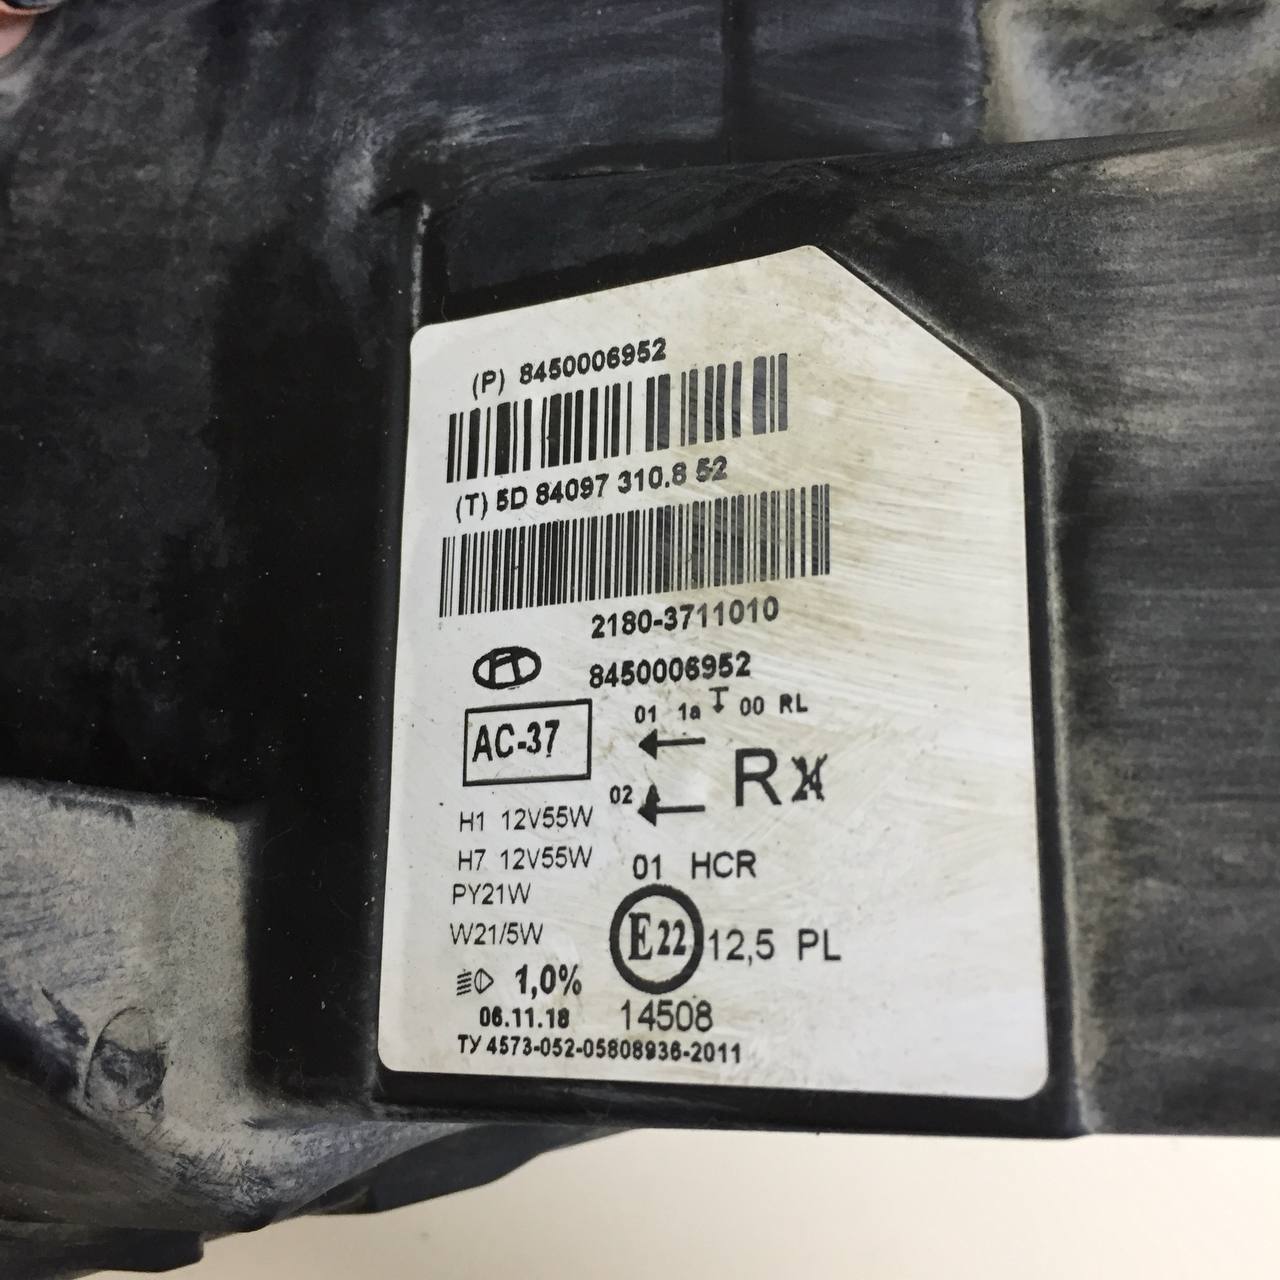 (P) 8450006952
(T) 5D 84097 310.8 52
2180-3711010
8450006952
AC-37
01 1a 00 RL
R
02
H1 12V55W
H7 12V55W
01 HCR
PY21W
W21/5W
E22 12,5 PL
1,0%
06.11.18
14508
ТУ 4573-052-05808936-2011